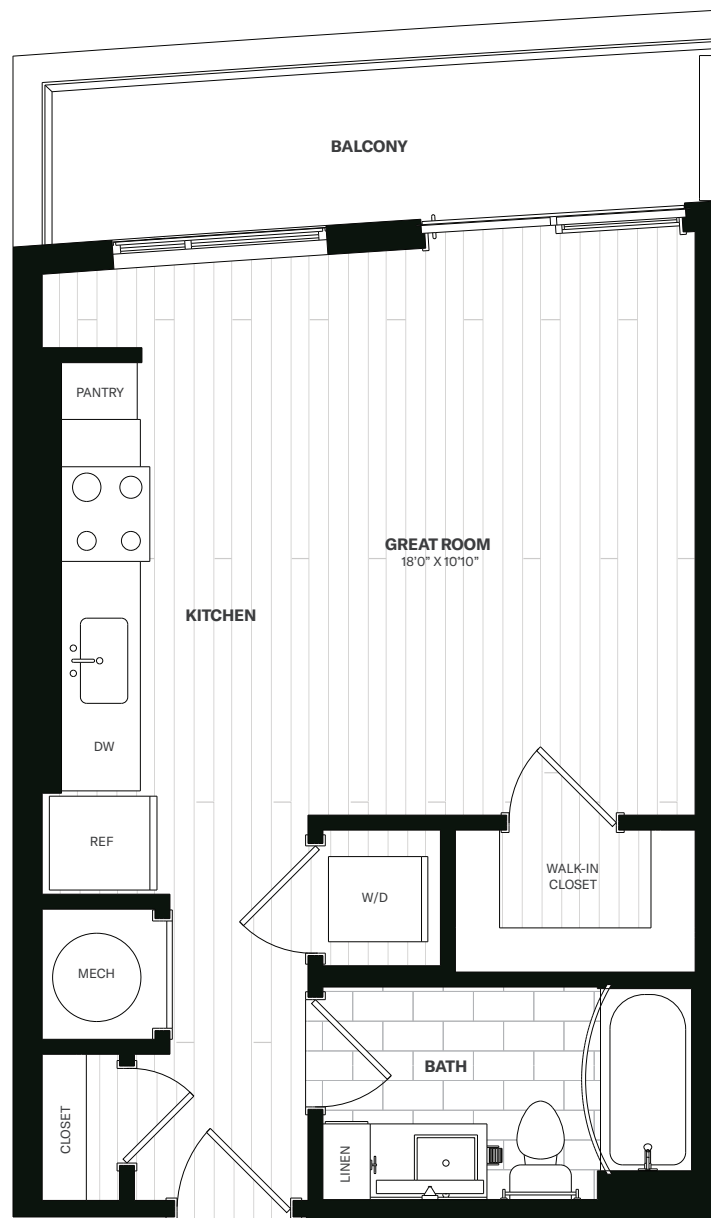 BALCONY
PANTRY
GREAT ROOM
18'0" X 10'10"
KITCHEN
DW
REF
W/D
WALK-IN
CLOSET
MECH
BATH
CLOSET
LINEN